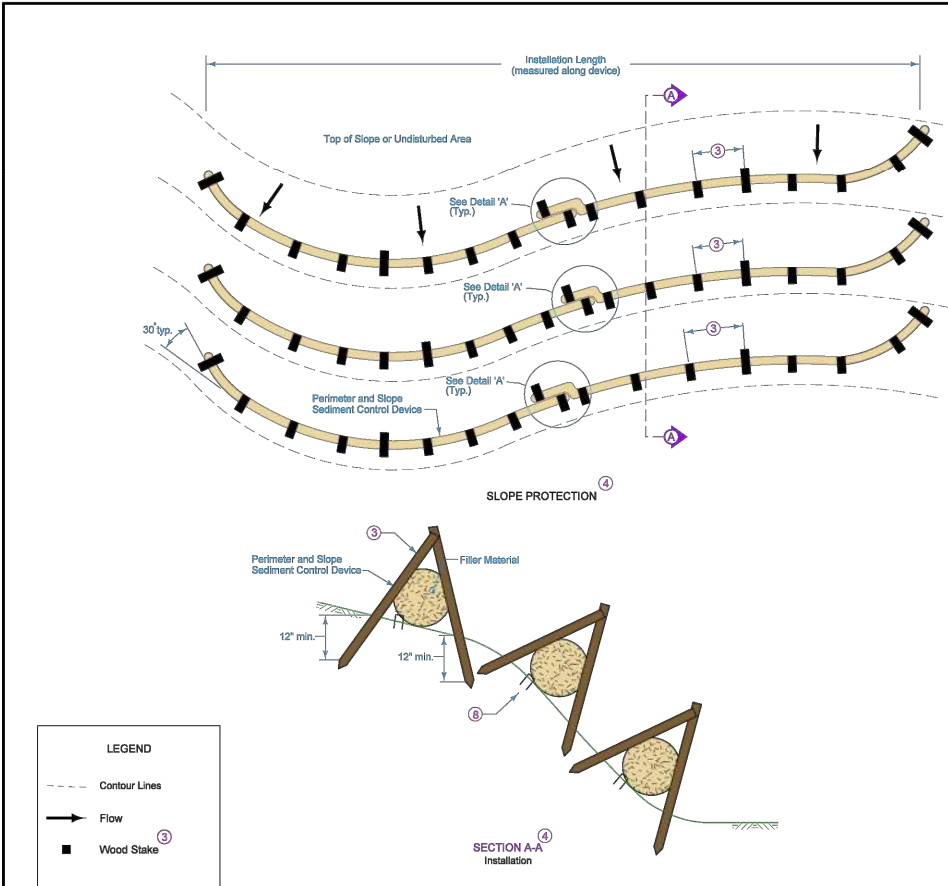 Installation Length
(measured along device)
A
Top of Slope or Undisturbed Area
3
See Detail 'A'
(Typ.)
3
See Detail 'A'
(Typ.)
30° typ.
3
See Detail 'A'
(Typ.)
Perimeter and Slope
Sediment Control Device
A
SLOPE PROTECTION 4
3
Perimeter and Slope
Sediment Control Device
Filler Material
12" min.
12" min.
8
LEGEND
Contour Lines
Flow
Wood Stake 3
SECTION A-A 4
Installation